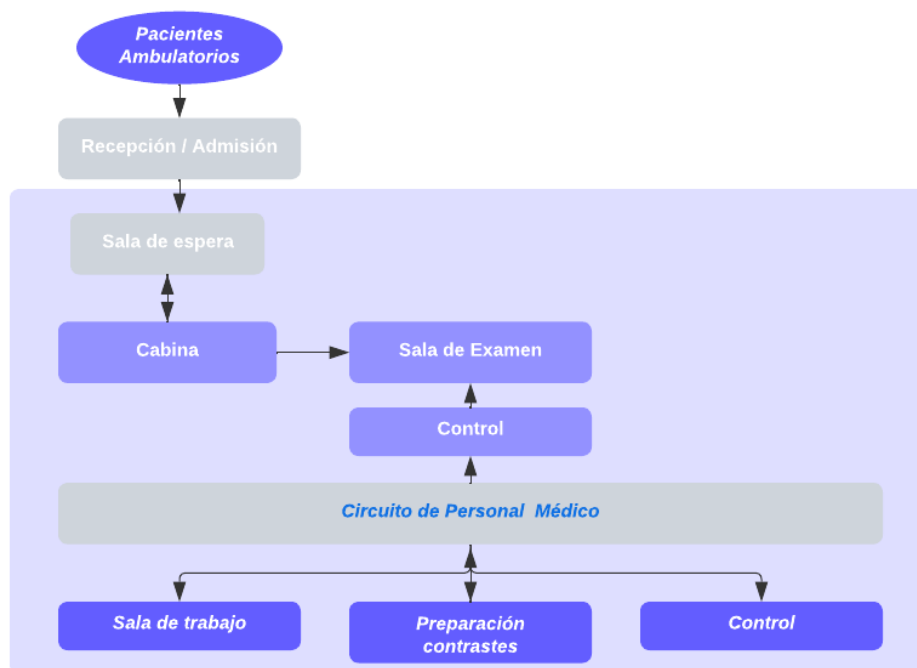 Pacientes
Ambulatorios
Recepción / Admisión
Sala de espera
Cabina
Sala de Examen
Control
Circuito de Personal Médico
Sala de trabajo
Preparación
contrastes
Control